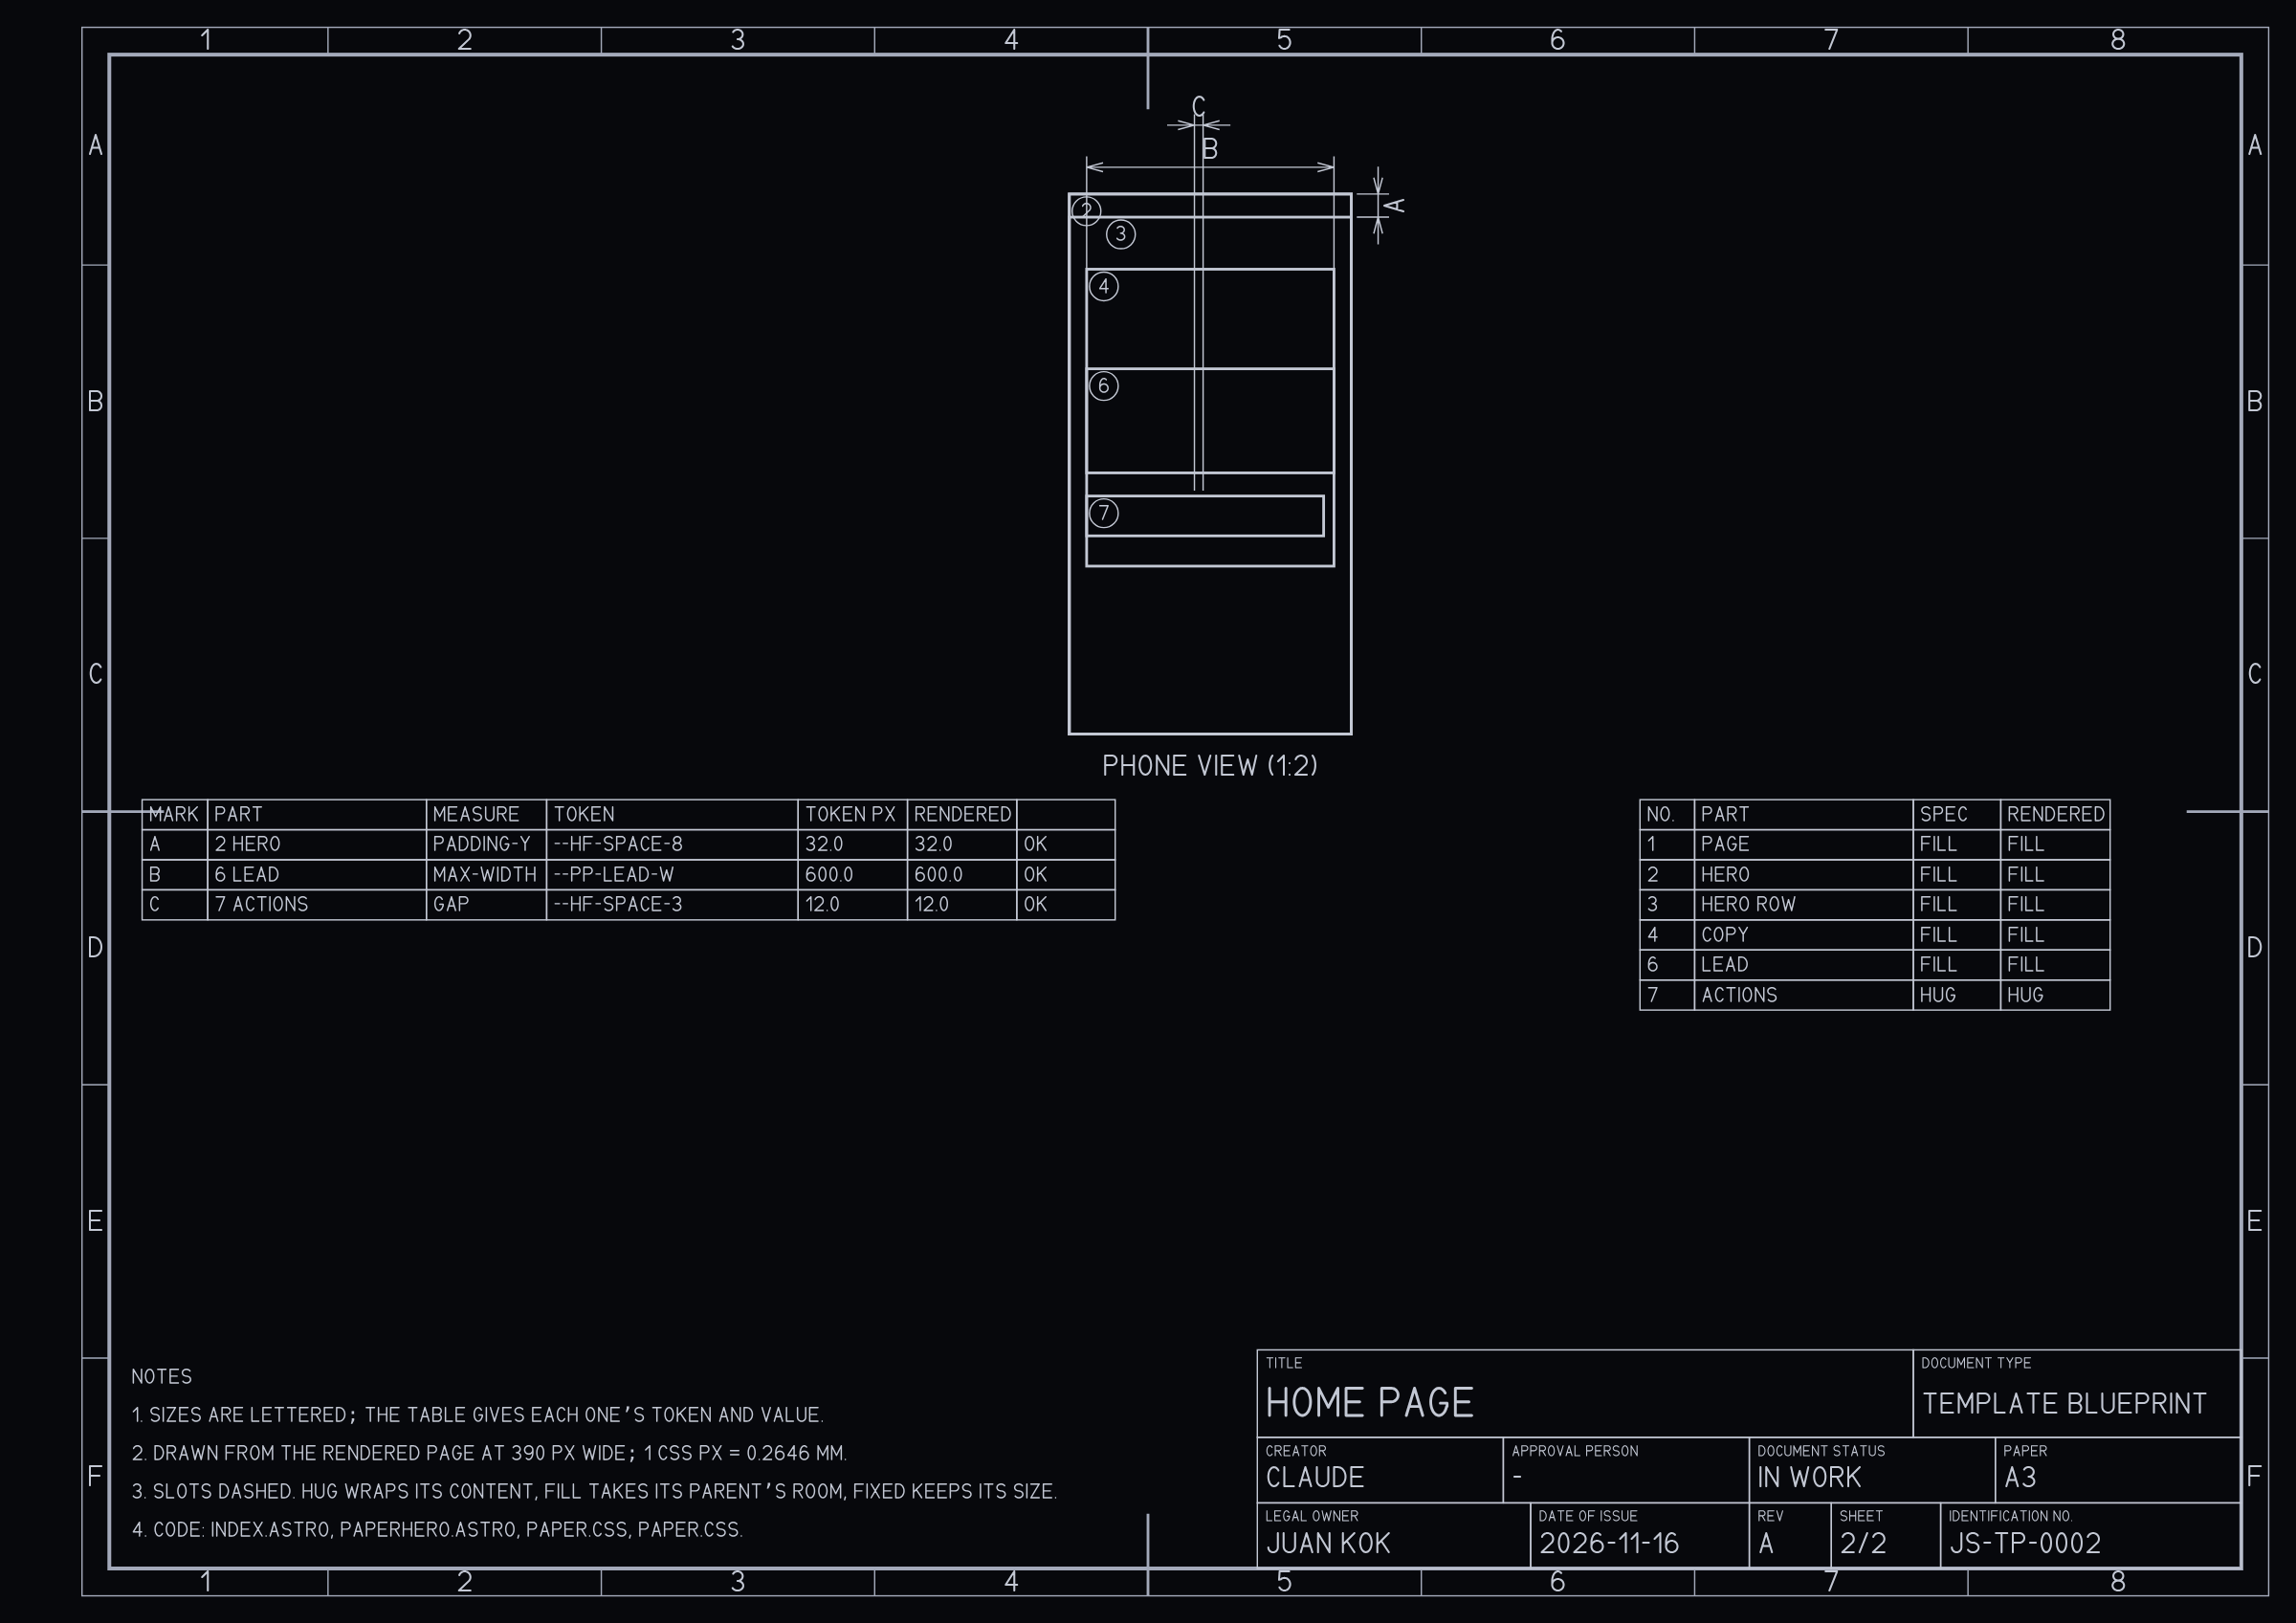 1 2 3 4 5 6 7 8
A A
B B
C C
D D
E E
F F
C
B
A
2
3
4
6
7
PHONE VIEW (1:2)
MARK PART MEASURE TOKEN TOKEN PX RENDERED
A 2 HERO PADDING-Y --HF-SPACE-8 32.0 32.0 OK
B 6 LEAD MAX-WIDTH --PP-LEAD-W 600.0 600.0 OK
C 7 ACTIONS GAP --HF-SPACE-3 12.0 12.0 OK
NO. PART SPEC RENDERED
1 PAGE FILL FILL
2 HERO FILL FILL
3 HERO ROW FILL FILL
4 COPY FILL FILL
6 LEAD FILL FILL
7 ACTIONS HUG HUG
NOTES
1. SIZES ARE LETTERED; THE TABLE GIVES EACH ONE'S TOKEN AND VALUE.
2. DRAWN FROM THE RENDERED PAGE AT 390 PX WIDE; 1 CSS PX = 0.2646 MM.
3. SLOTS DASHED. HUG WRAPS ITS CONTENT, FILL TAKES ITS PARENT'S ROOM, FIXED KEEPS ITS SIZE.
4. CODE: INDEX.ASTRO, PAPERHERO.ASTRO, PAPER.CSS, PAPER.CSS.
TITLE DOCUMENT TYPE
HOME PAGE TEMPLATE BLUEPRINT
CREATOR APPROVAL PERSON DOCUMENT STATUS PAPER
CLAUDE - IN WORK A3
LEGAL OWNER DATE OF ISSUE REV SHEET IDENTIFICATION NO.
JUAN KOK 2026-11-16 A 2/2 JS-TP-0002
1 2 3 4 5 6 7 8